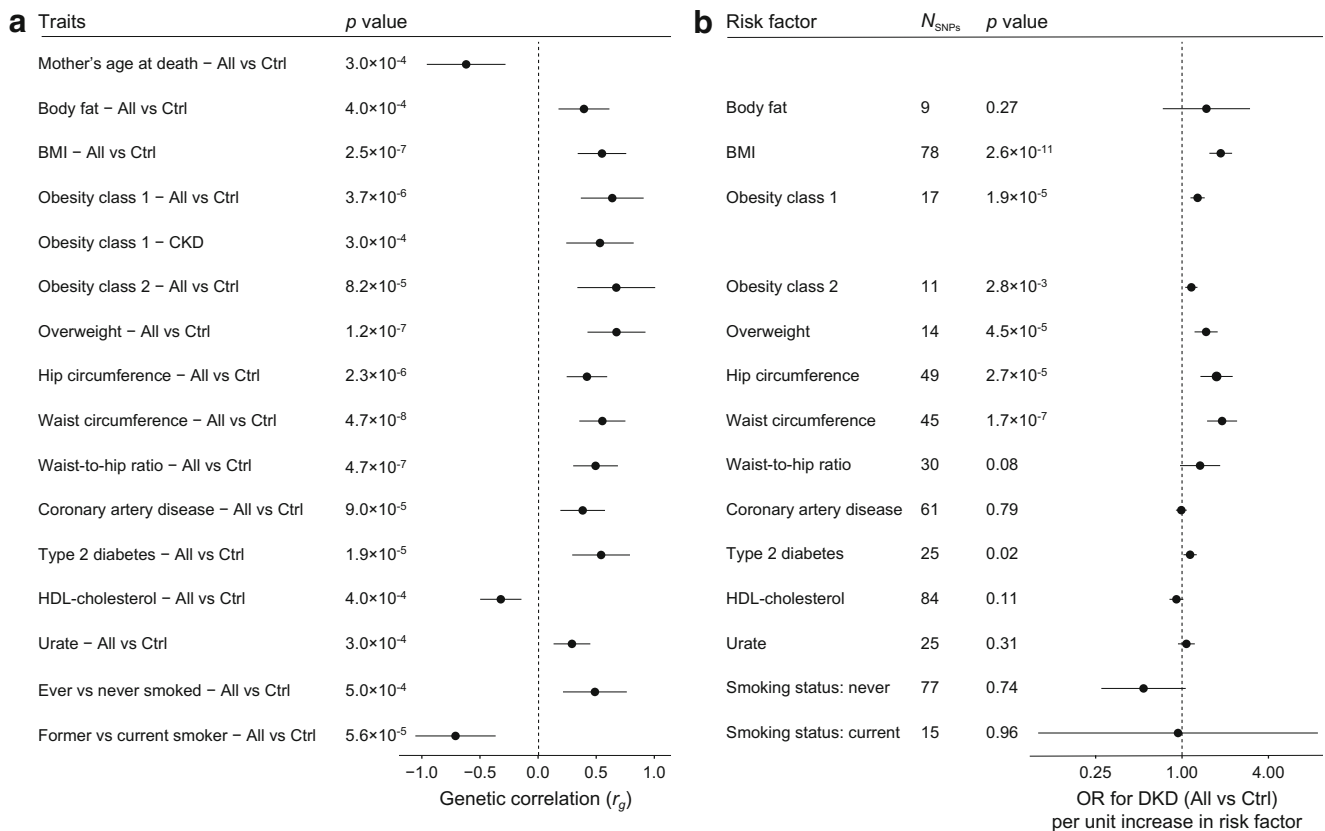 a Traits p value
Mother's age at death – All vs Ctrl 3.0×10⁻⁴
Body fat – All vs Ctrl 4.0×10⁻⁴
BMI – All vs Ctrl 2.5×10⁻⁷
Obesity class 1 – All vs Ctrl 3.7×10⁻⁶
Obesity class 1 – CKD 3.0×10⁻⁴
Obesity class 2 – All vs Ctrl 8.2×10⁻⁵
Overweight – All vs Ctrl 1.2×10⁻⁷
Hip circumference – All vs Ctrl 2.3×10⁻⁶
Waist circumference – All vs Ctrl 4.7×10⁻⁸
Waist-to-hip ratio – All vs Ctrl 4.7×10⁻⁷
Coronary artery disease – All vs Ctrl 9.0×10⁻⁵
Type 2 diabetes – All vs Ctrl 1.9×10⁻⁵
HDL-cholesterol – All vs Ctrl 4.0×10⁻⁴
Urate – All vs Ctrl 3.0×10⁻⁴
Ever vs never smoked – All vs Ctrl 5.0×10⁻⁴
Former vs current smoker – All vs Ctrl 5.6×10⁻⁵
−1.0 −0.5 0.0 0.5 1.0
Genetic correlation (r_g)
b Risk factor N_SNPs p value
Body fat 9 0.27
BMI 78 2.6×10⁻¹¹
Obesity class 1 17 1.9×10⁻⁵
Obesity class 2 11 2.8×10⁻³
Overweight 14 4.5×10⁻⁵
Hip circumference 49 2.7×10⁻⁵
Waist circumference 45 1.7×10⁻⁷
Waist-to-hip ratio 30 0.08
Coronary artery disease 61 0.79
Type 2 diabetes 25 0.02
HDL-cholesterol 84 0.11
Urate 25 0.31
Smoking status: never 77 0.74
Smoking status: current 15 0.96
0.25 1.00 4.00
OR for DKD (All vs Ctrl)
per unit increase in risk factor